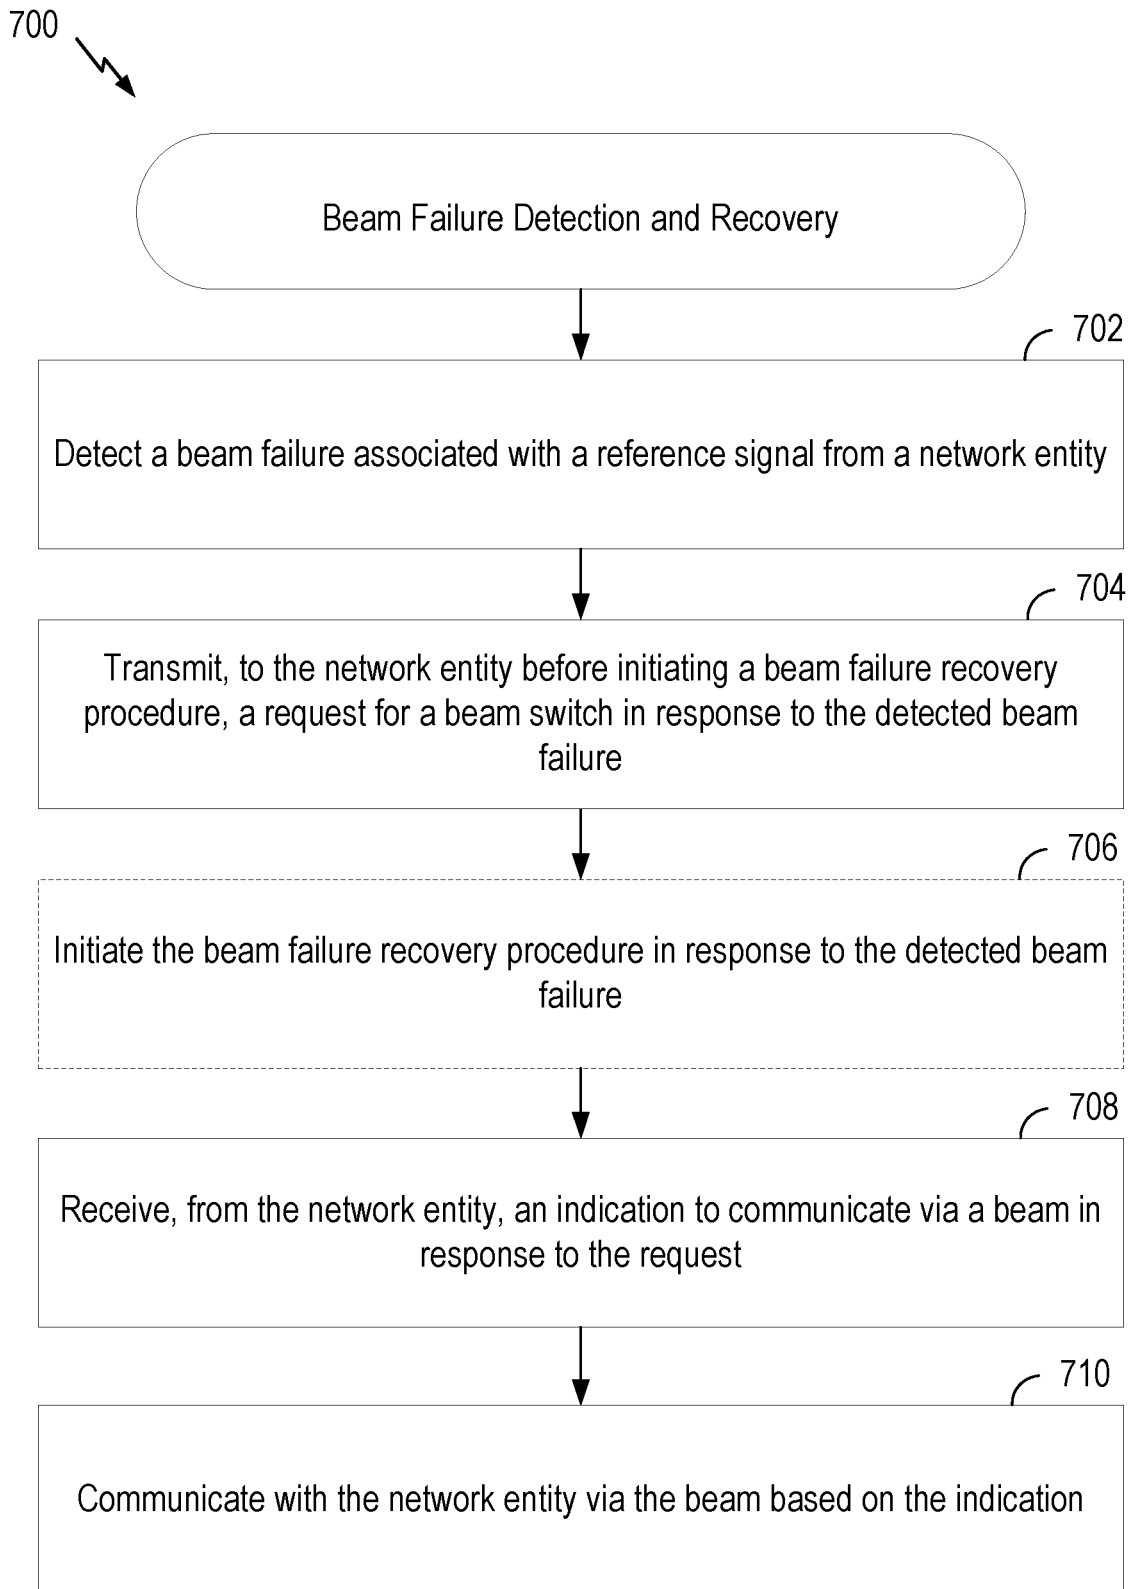 700
Beam Failure Detection and Recovery
702
Detect a beam failure associated with a reference signal from a network entity
704
Transmit, to the network entity before initiating a beam failure recovery
procedure, a request for a beam switch in response to the detected beam
failure
706
Initiate the beam failure recovery procedure in response to the detected beam
failure
708
Receive, from the network entity, an indication to communicate via a beam in
response to the request
710
Communicate with the network entity via the beam based on the indication